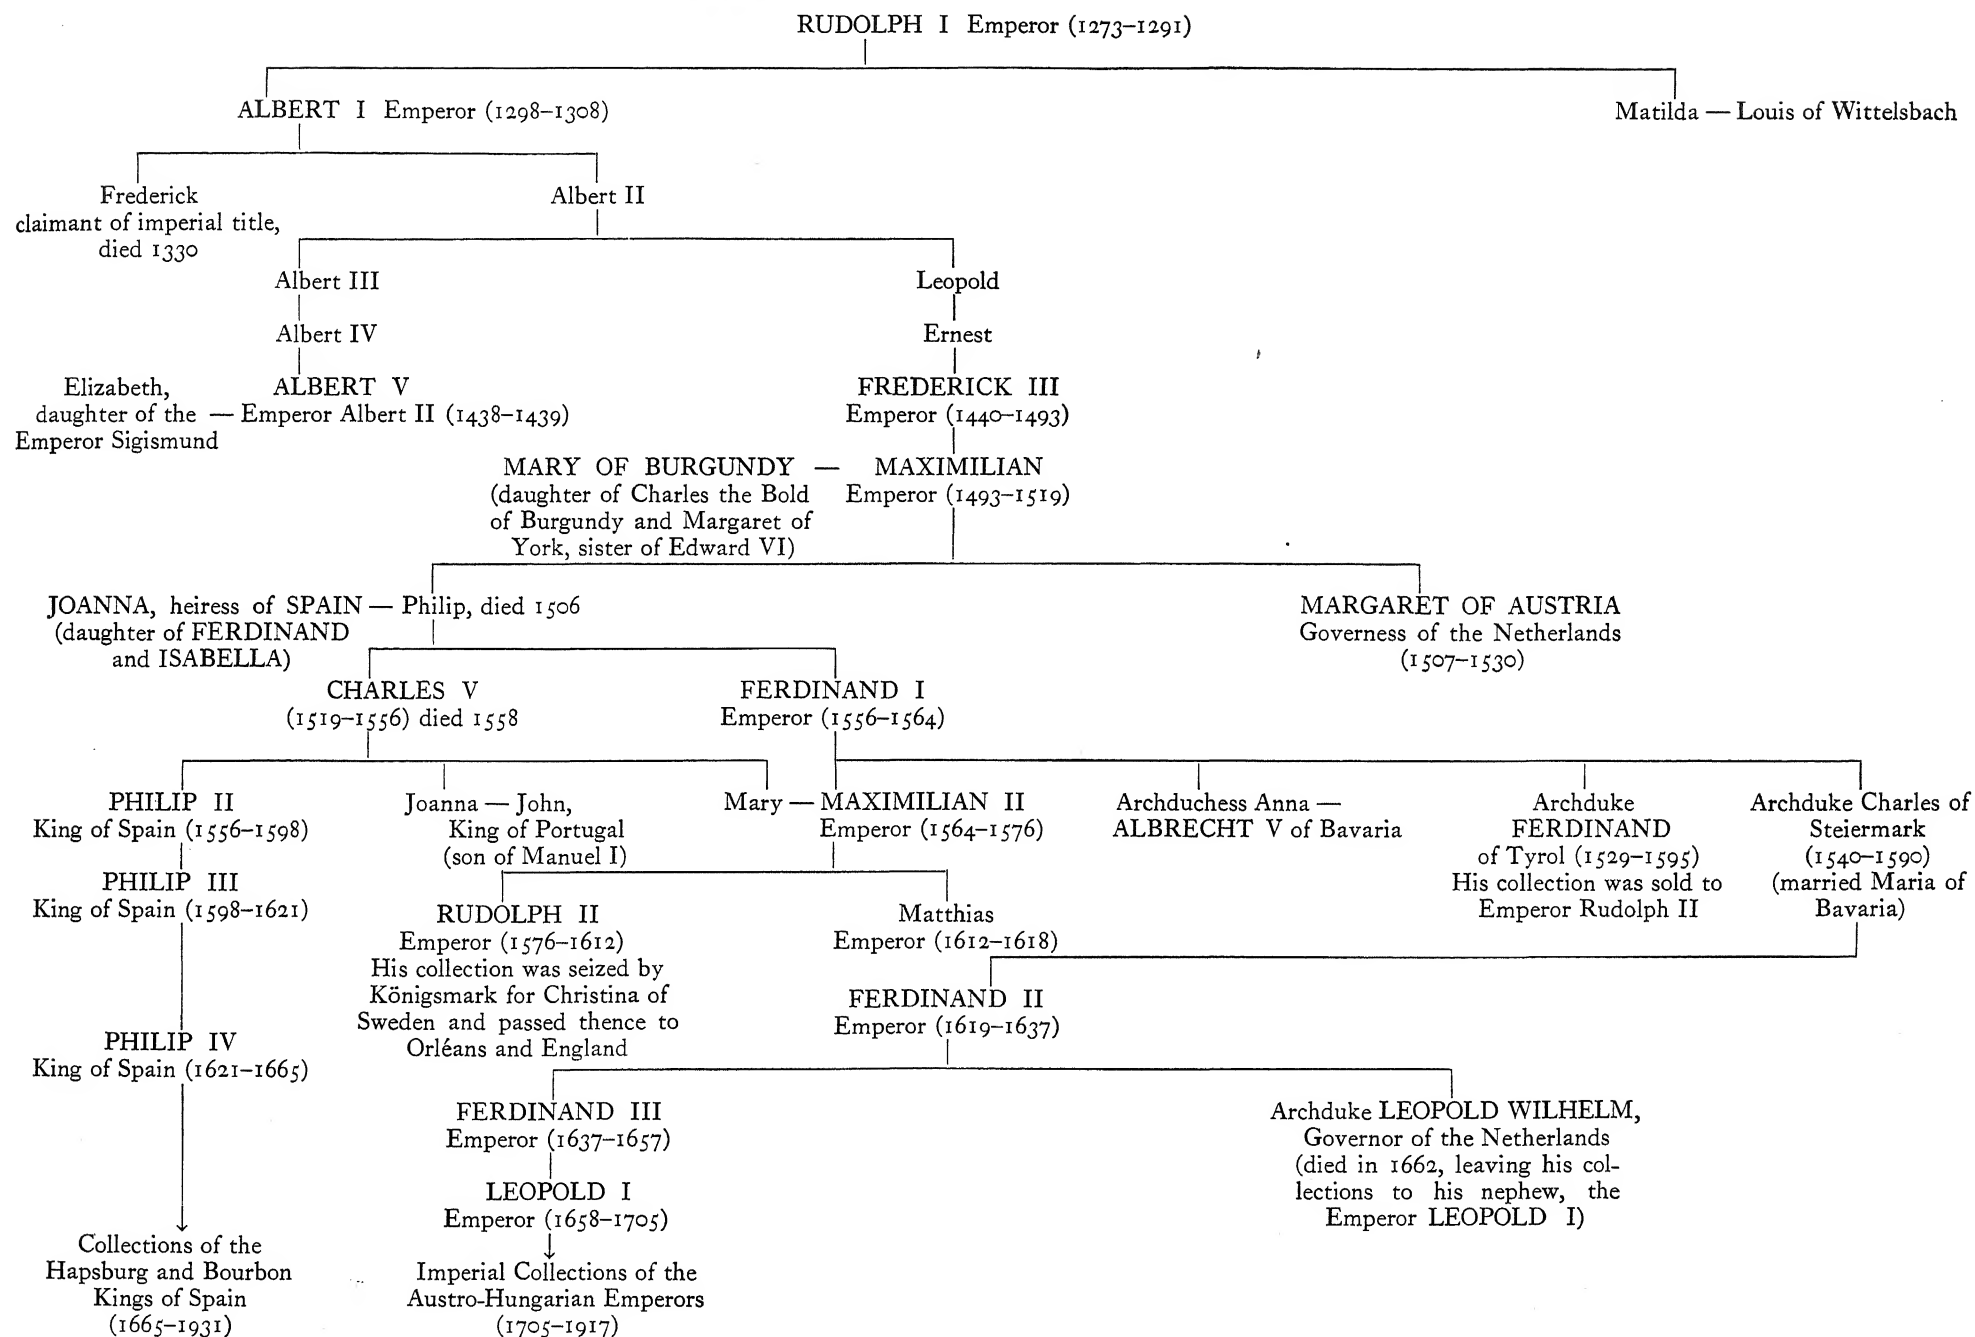 RUDOLPH I Emperor (1273–1291)
ALBERT I Emperor (1298–1308)
Matilda — Louis of Wittelsbach
Frederick
claimant of imperial title,
died 1330
Albert II
Albert III
Leopold
Albert IV
Ernest
Elizabeth,
daughter of the —
Emperor Sigismund
ALBERT V
Emperor Albert II (1438–1439)
FREDERICK III
Emperor (1440–1493)
MARY OF BURGUNDY —
(daughter of Charles the Bold
of Burgundy and Margaret of
York, sister of Edward VI)
MAXIMILIAN
Emperor (1493–1519)
JOANNA, heiress of SPAIN — Philip, died 1506
(daughter of FERDINAND
and ISABELLA)
MARGARET OF AUSTRIA
Governess of the Netherlands
(1507–1530)
CHARLES V
(1519–1556) died 1558
FERDINAND I
Emperor (1556–1564)
PHILIP II
King of Spain (1556–1598)
Joanna — John,
King of Portugal
(son of Manuel I)
Mary — MAXIMILIAN II
Emperor (1564–1576)
Archduchess Anna —
ALBRECHT V of Bavaria
Archduke
FERDINAND
of Tyrol (1529–1595)
His collection was sold to
Emperor Rudolph II
Archduke Charles of
Steiermark
(1540–1590)
(married Maria of
Bavaria)
PHILIP III
King of Spain (1598–1621)
RUDOLPH II
Emperor (1576–1612)
His collection was seized by
Königsmark for Christina of
Sweden and passed thence to
Orléans and England
Matthias
Emperor (1612–1618)
FERDINAND II
Emperor (1619–1637)
PHILIP IV
King of Spain (1621–1665)
FERDINAND III
Emperor (1637–1657)
Archduke LEOPOLD WILHELM,
Governor of the Netherlands
(died in 1662, leaving his col-
lections to his nephew, the
Emperor LEOPOLD I)
LEOPOLD I
Emperor (1658–1705)
Collections of the
Hapsburg and Bourbon
Kings of Spain
(1665–1931)
Imperial Collections of the
Austro-Hungarian Emperors
(1705–1917)